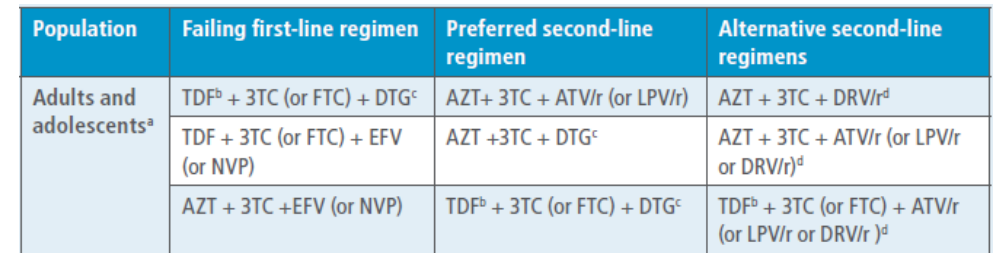 Population
Failing first-line regimen
Preferred second-line
regimen
Alternative second-line
regimens
Adults and
adolescentsᵃ
TDFᵇ + 3TC (or FTC) + DTGᶜ
AZT+ 3TC + ATV/r (or LPV/r)
AZT + 3TC + DRV/rᵈ
TDF + 3TC (or FTC) + EFV
(or NVP)
AZT +3TC + DTGᶜ
AZT + 3TC + ATV/r (or LPV/r
or DRV/r)ᵈ
AZT + 3TC +EFV (or NVP)
TDFᵇ + 3TC (or FTC) + DTGᶜ
TDFᵇ + 3TC (or FTC) + ATV/r
(or LPV/r or DRV/r )ᵈ